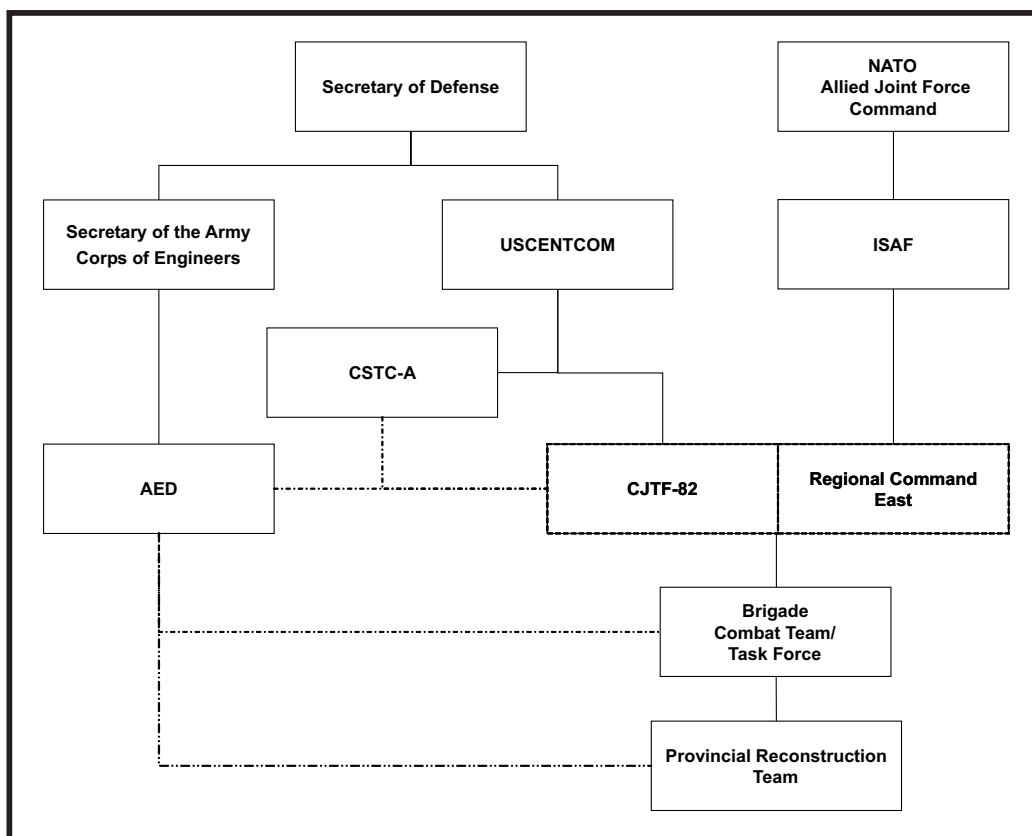 Secretary of Defense
NATO
Allied Joint Force
Command
Secretary of the Army
Corps of Engineers
USCENTCOM
ISAF
CSTC-A
AED
CJTF-82
Regional Command
East
Brigade
Combat Team/
Task Force
Provincial Reconstruction
Team